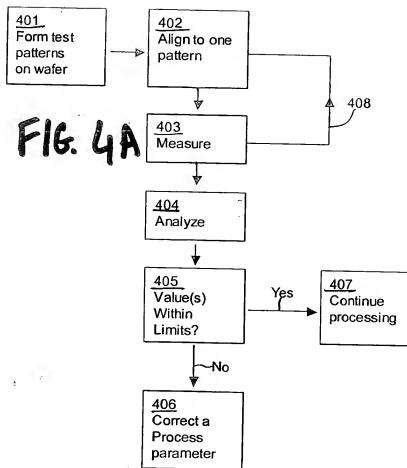 401
Form test
patterns
on wafer
402
Align to one
pattern
408
FIG. 4A
403
Measure
404
Analyze
405
Value(s)
Within
Limits?
Yes
407
Continue
processing
No
406
Correct a
Process
parameter